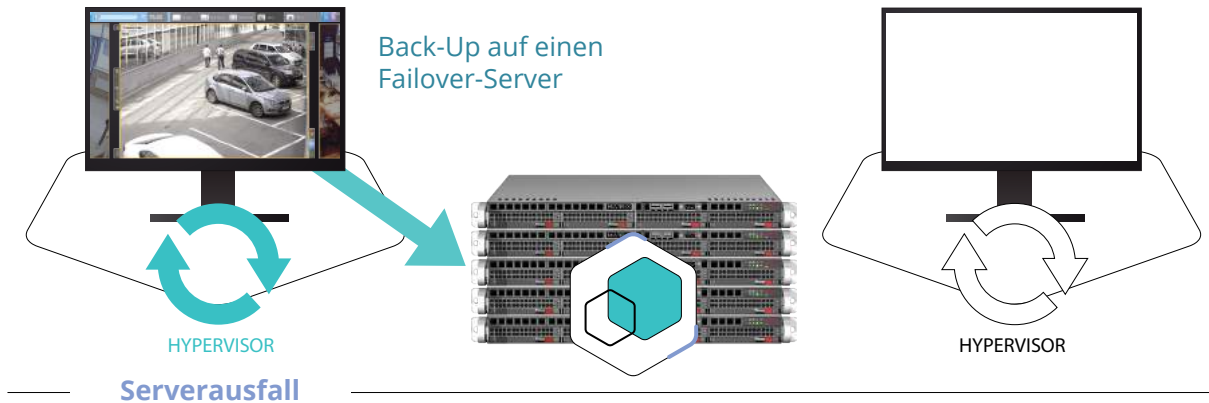 Back-Up auf einen
Failover-Server
HYPERVISOR
HYPERVISOR
Serverausfall